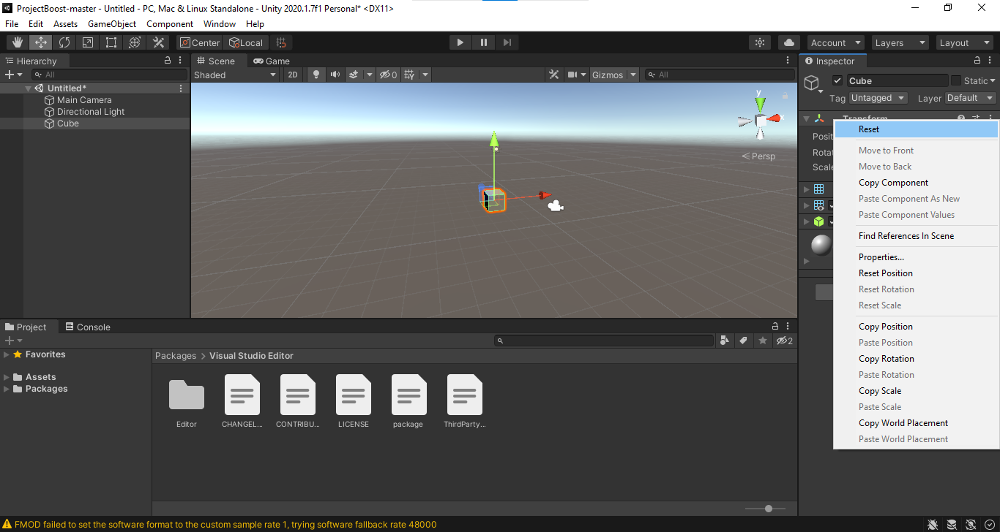 ProjectBoost-master - Untitled - PC, Mac & Linux Standalone - Unity 2020.1.7f1 Personal* <DX11>
File Edit Assets GameObject Component Window Help
Center Local Account Layers Layout
Hierarchy
All
Untitled*
Main Camera
Directional Light
Cube
Scene Game
Shaded 2D 0 Gizmos All
y
x
Persp
Inspector
Cube Static
Tag Untagged Layer Default
Transform
Posit
Rotat
Scale
Reset
Move to Front
Move to Back
Copy Component
Paste Component As New
Paste Component Values
Find References In Scene
Properties...
Reset Position
Reset Rotation
Reset Scale
Copy Position
Paste Position
Copy Rotation
Paste Rotation
Copy Scale
Paste Scale
Copy World Placement
Paste World Placement
Project Console
2
Favorites
Assets
Packages
Packages > Visual Studio Editor
Editor CHANGEL... CONTRIBU... LICENSE package ThirdParty...
FMOD failed to set the software format to the custom sample rate 1, trying software fallback rate 48000